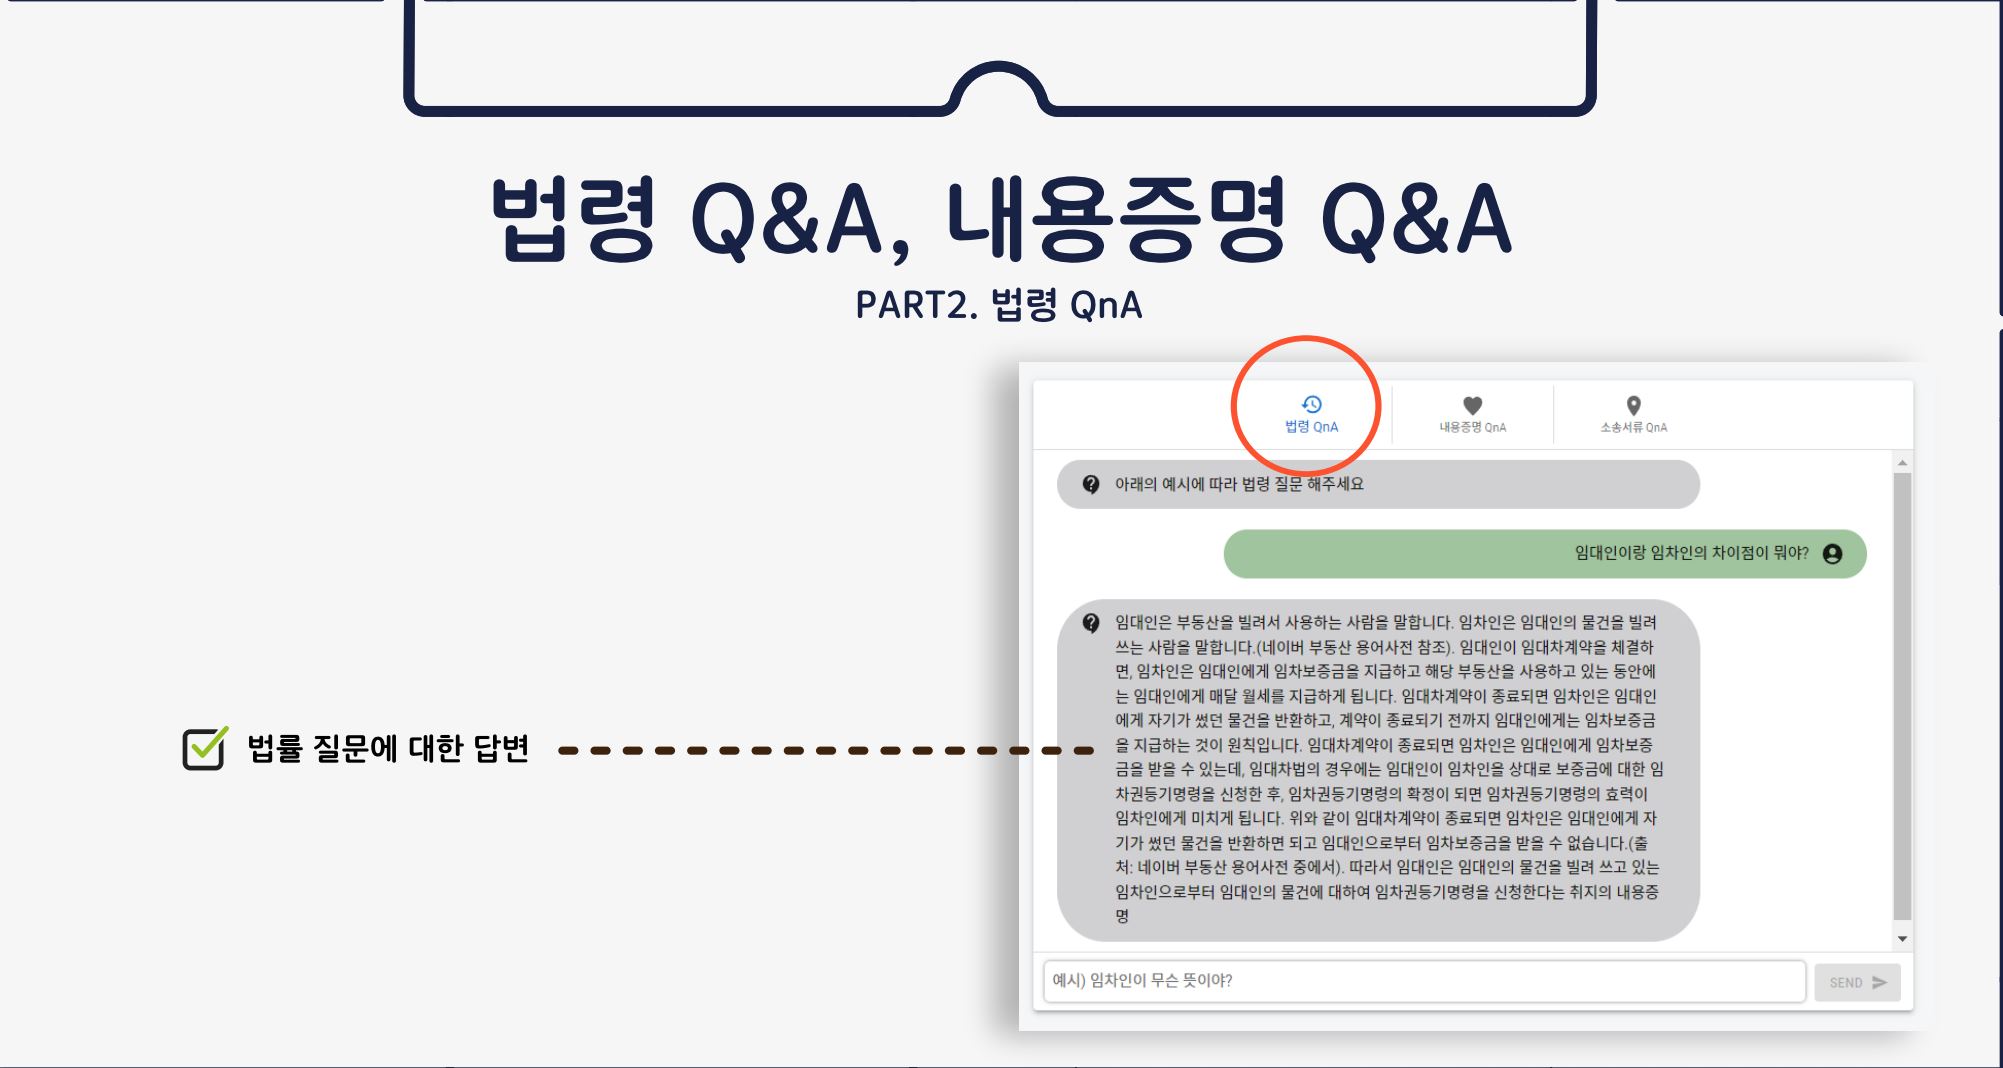 법령 Q&A, 내용증명 Q&A
PART2. 법령 QnA
법령 QnA
내용증명 QnA
소송서류 QnA
아래의 예시에 따라 법령 질문 해주세요
임대인이랑 임차인의 차이점이 뭐야?
임대인은 부동산을 빌려서 사용하는 사람을 말합니다. 임차인은 임대인의 물건을 빌려
쓰는 사람을 말합니다.(네이버 부동산 용어사전 참조). 임대인이 임대차계약을 체결하
면, 임차인은 임대인에게 임차보증금을 지급하고 해당 부동산을 사용하고 있는 동안에
는 임대인에게 매달 월세를 지급하게 됩니다. 임대차계약이 종료되면 임차인은 임대인
에게 자기가 썼던 물건을 반환하고, 계약이 종료되기 전까지 임대인에게는 임차보증금
을 지급하는 것이 원칙입니다. 임대차계약이 종료되면 임차인은 임대인에게 임차보증
금을 받을 수 있는데, 임대차법의 경우에는 임대인이 임차인을 상대로 보증금에 대한 임
차권등기명령을 신청한 후, 임차권등기명령의 확정이 되면 임차권등기명령의 효력이
임차인에게 미치게 됩니다. 위와 같이 임대차계약이 종료되면 임차인은 임대인에게 자
기가 썼던 물건을 반환하면 되고 임대인으로부터 임차보증금을 받을 수 없습니다.(출
처: 네이버 부동산 용어사전 중에서). 따라서 임대인은 임대인의 물건을 빌려 쓰고 있는
임차인으로부터 임대인의 물건에 대하여 임차권등기명령을 신청한다는 취지의 내용증
명
법률 질문에 대한 답변
예시) 임차인이 무슨 뜻이야?
SEND